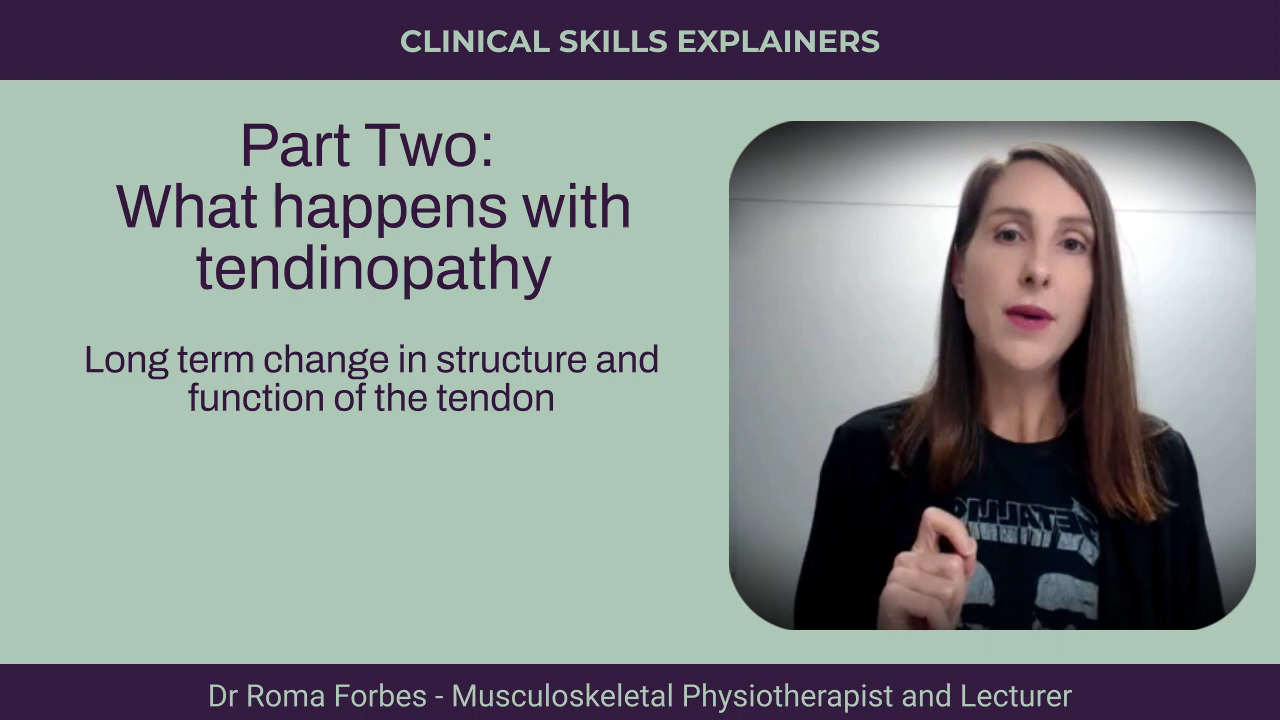 CLINICAL SKILLS EXPLAINERS
Part Two:
What happens with
tendinopathy
Long term change in structure and
function of the tendon
METALLIC
Dr Roma Forbes - Musculoskeletal Physiotherapist and Lecturer